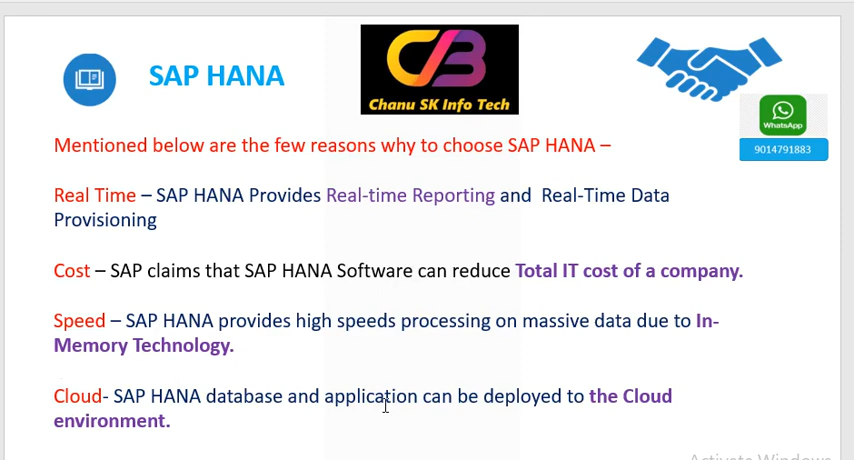 SAP HANA
Chanu SK Info Tech
WhatsApp
9014791883
Mentioned below are the few reasons why to choose SAP HANA –
Real Time – SAP HANA Provides Real-time Reporting and Real-Time Data
Provisioning
Cost – SAP claims that SAP HANA Software can reduce Total IT cost of a company.
Speed – SAP HANA provides high speeds processing on massive data due to In-
Memory Technology.
Cloud- SAP HANA database and application can be deployed to the Cloud
environment.
Activate Windows